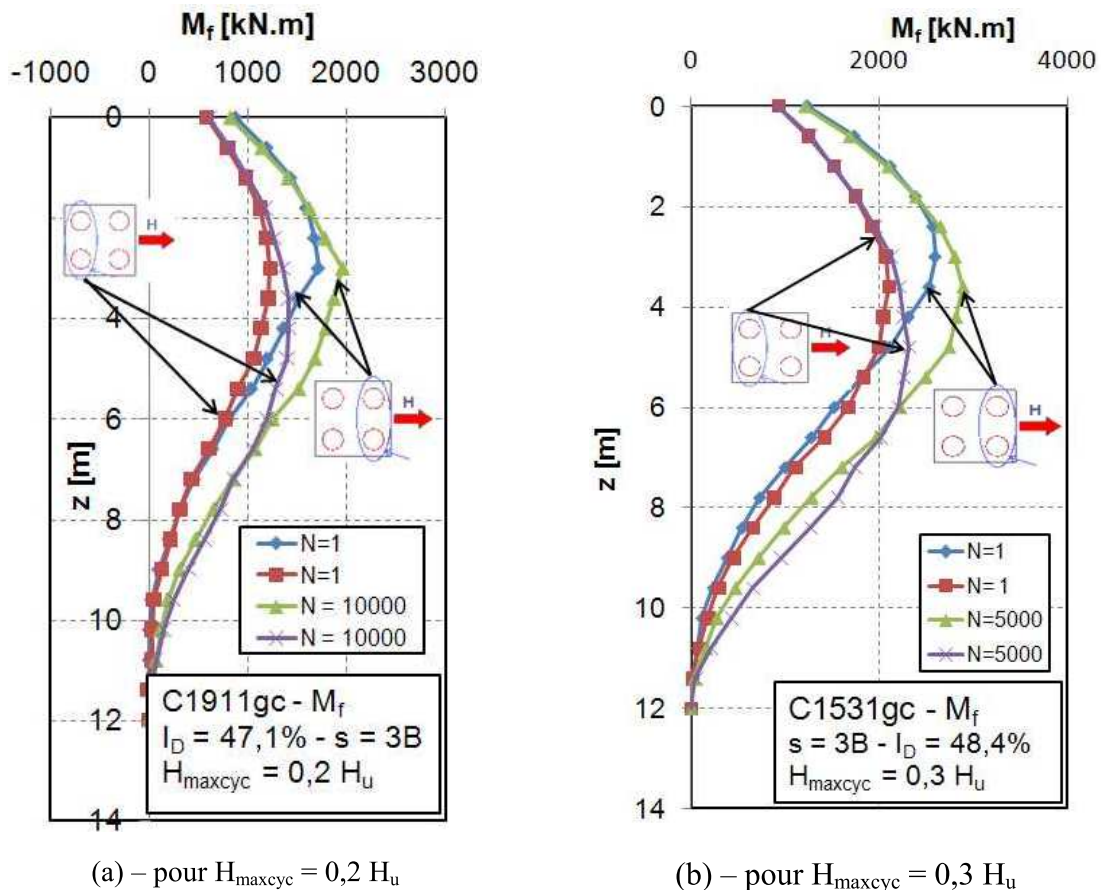 M_f [kN.m]
-1000 0 1000 2000 3000
0
4
6
8
10
12
14
z [m]
H
H
N=1
N=1
N = 10000
N = 10000
C1911gc - M_f
I_D = 47,1% - s = 3B
H_maxcyc = 0,2 H_u
(a) – pour H_maxcyc = 0,2 H_u
M_f [kN.m]
0 2000 4000
0
2
4
6
8
10
12
14
z [m]
H
H
N=1
N= 1
N=5000
N=5000
C1531gc - M_f
s = 3B - I_D = 48,4%
H_maxcyc = 0,3 H_u
(b) – pour H_maxcyc = 0,3 H_u